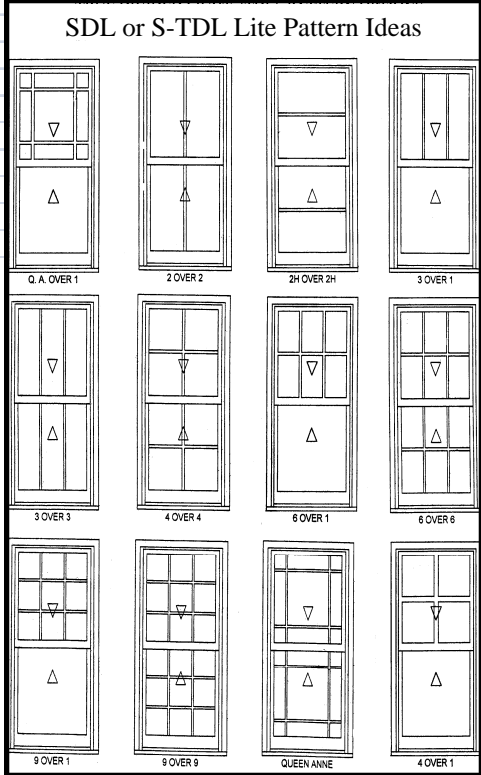 SDL or S-TDL Lite Pattern Ideas
Q. A. OVER 1
2 OVER 2
2H OVER 2H
3 OVER 1
3 OVER 3
4 OVER 4
6 OVER 1
6 OVER 6
9 OVER 1
9 OVER 9
QUEEN ANNE
4 OVER 1